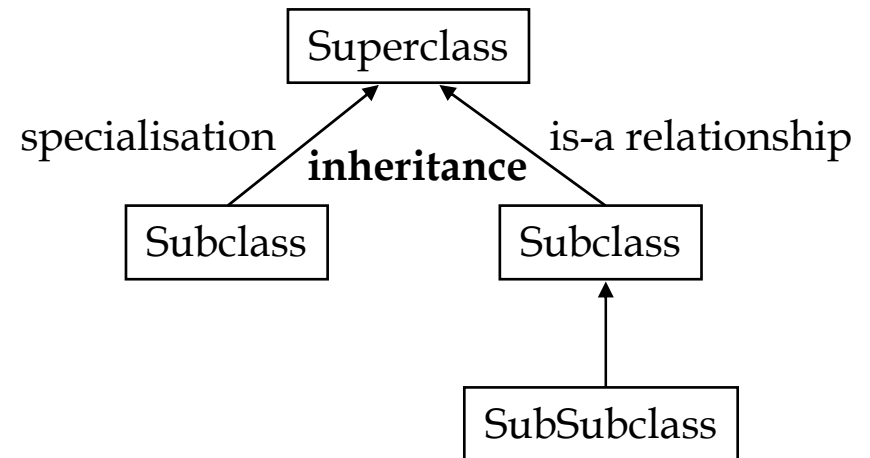 Superclass
specialisation
is-a relationship
inheritance
Subclass
Subclass
SubSubclass